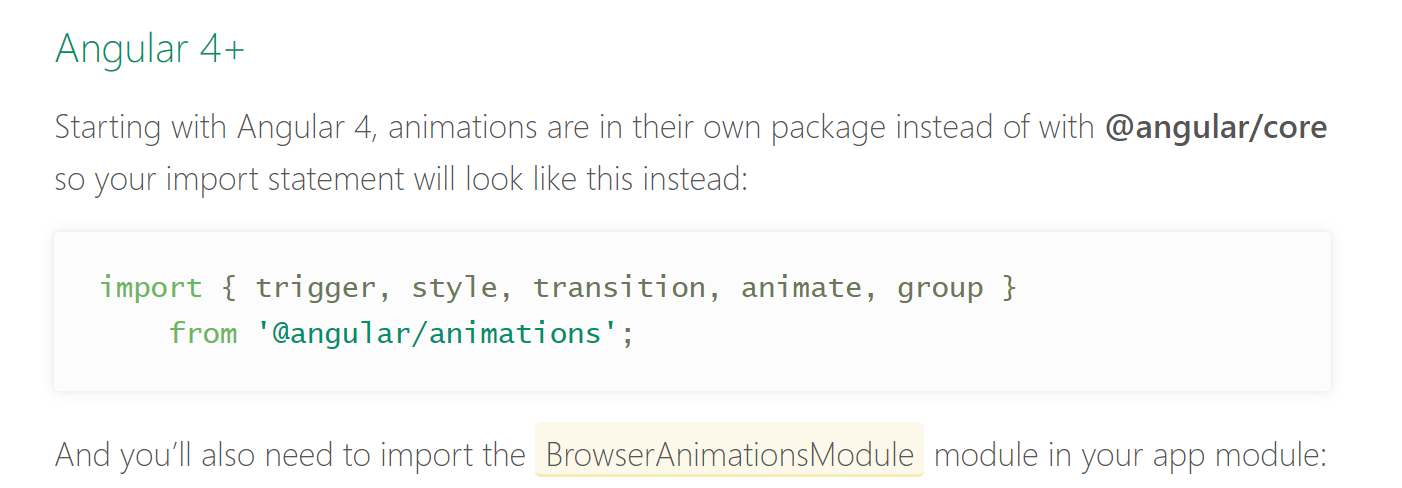 Angular 4+
Starting with Angular 4, animations are in their own package instead of with @angular/core
so your import statement will look like this instead:
import { trigger, style, transition, animate, group }
    from '@angular/animations';
And you’ll also need to import the BrowserAnimationsModule module in your app module: